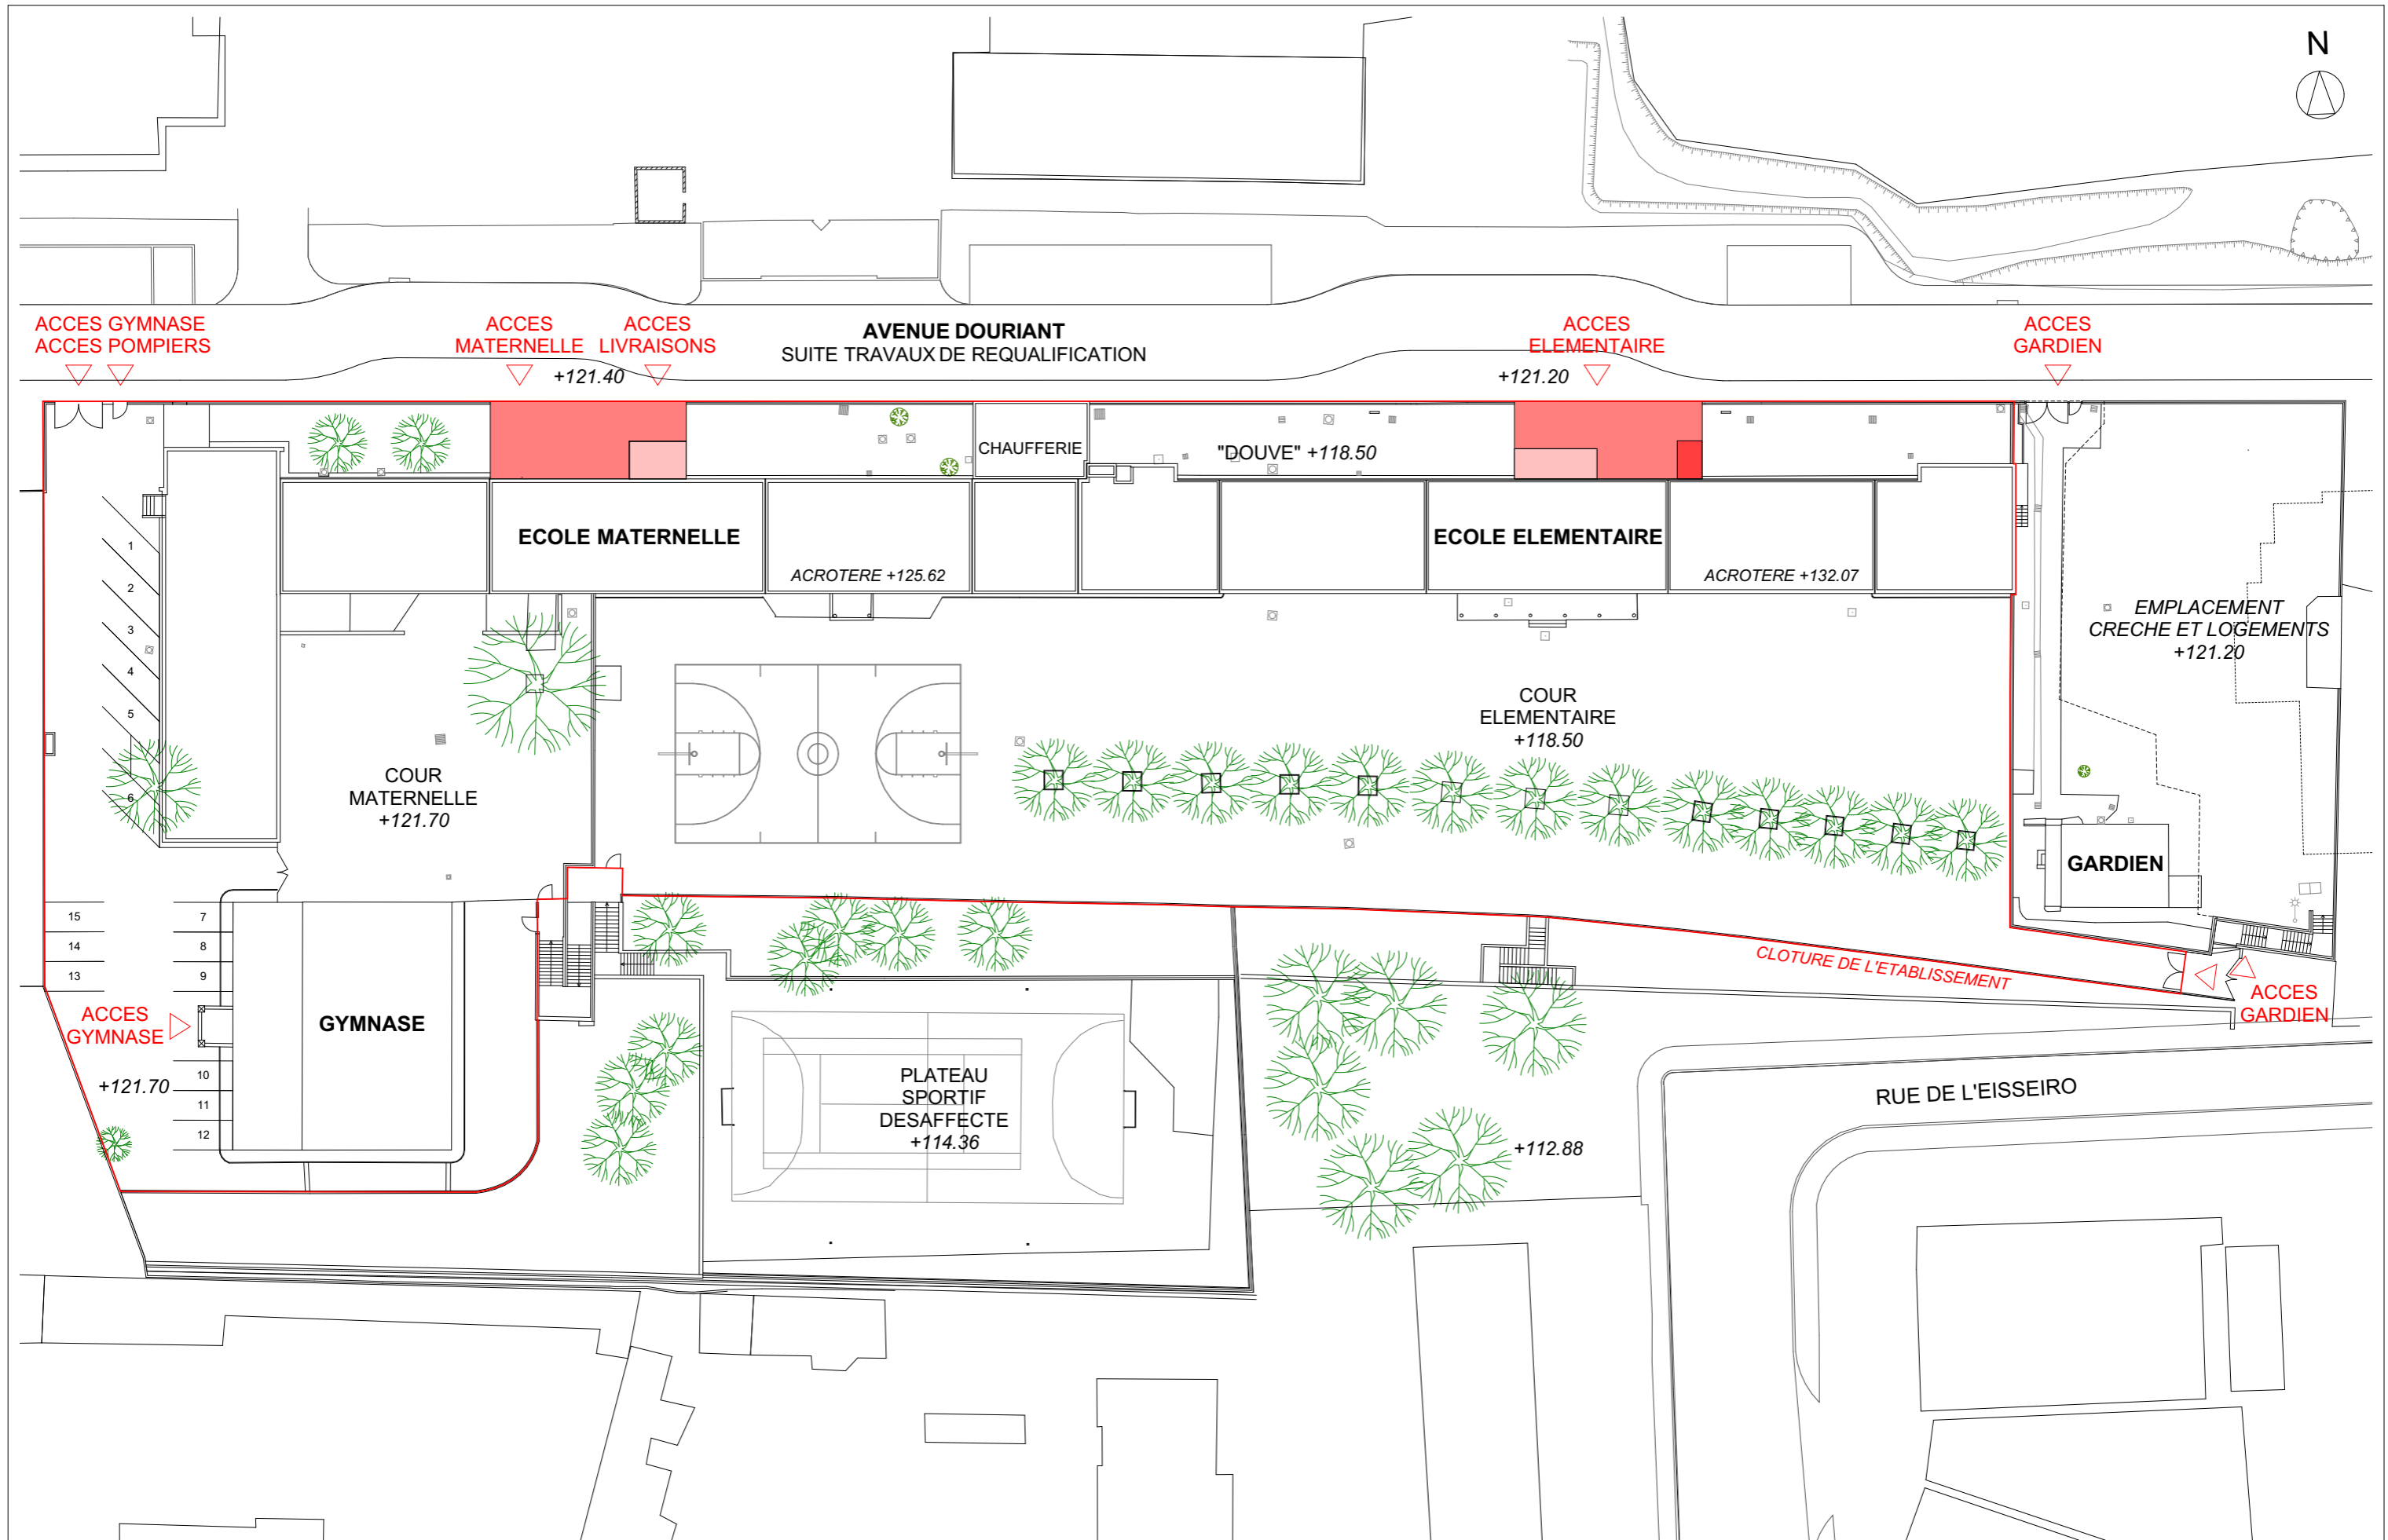 N
ACCES GYMNASE
ACCES POMPIERS
ACCES
MATERNELLE
ACCES
LIVRAISONS
+121.40
AVENUE DOURIANT
SUITE TRAVAUX DE REQUALIFICATION
ACCES
ELEMENTAIRE
+121.20
ACCES
GARDIEN
CHAUFFERIE
"DOUVE" +118.50
ECOLE MATERNELLE
ACROTERE +125.62
ECOLE ELEMENTAIRE
ACROTERE +132.07
1
2
3
4
5
6
EMPLACEMENT
CRECHE ET LOGEMENTS
+121.20
COUR
MATERNELLE
+121.70
COUR
ELEMENTAIRE
+118.50
GARDIEN
15
14
13
7
8
9
ACCES
GYMNASE
GYMNASE
+121.70
10
11
12
CLOTURE DE L'ETABLISSEMENT
ACCES
GARDIEN
PLATEAU
SPORTIF
DESAFFECTE
+114.36
+112.88
RUE DE L'EISSEIRO